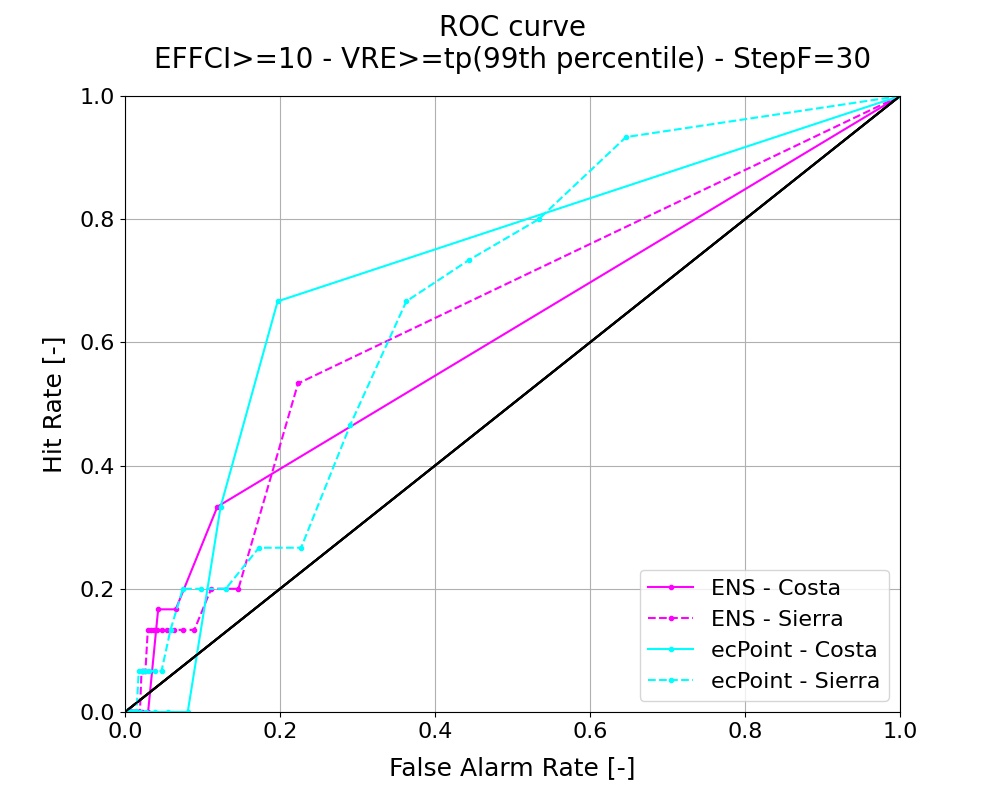 ROC curve
EFFCI>=10 - VRE>=tp(99th percentile) - StepF=30
1.0
0.8
0.6
0.4
0.2
0.0
Hit Rate [-]
0.0 0.2 0.4 0.6 0.8 1.0
False Alarm Rate [-]
ENS - Costa
ENS - Sierra
ecPoint - Costa
ecPoint - Sierra